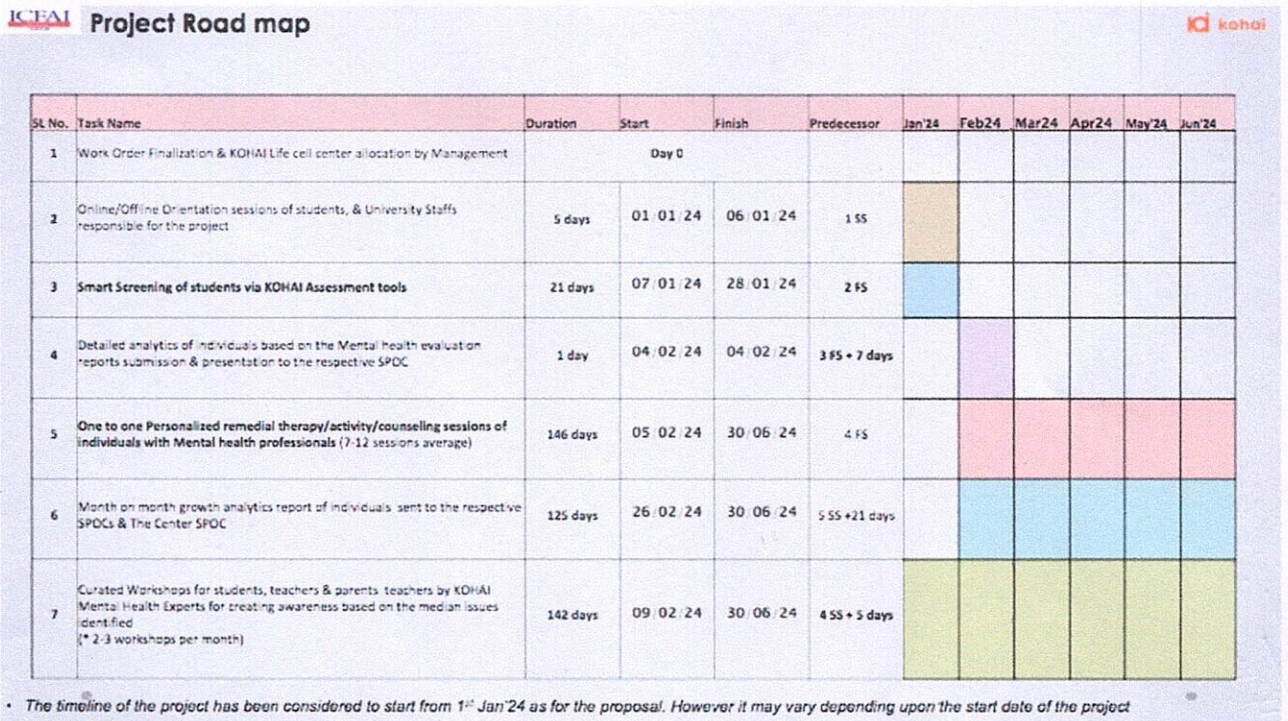 ICFAI
Project Road map
kohai
SL No. Task Name Duration Start Finish Predecessor Jan'24 Feb24 Mar24 Apr24 May'24 Jun'24
1 Work Order Finalization & KOHAI Life cell center allocation by Management Day 0
2 Online/Offline Orientation sessions of students, & University Staffs
responsible for the project
5 days 01/01/24 06/01/24 1 SS
3 Smart Screening of students via KOHAI Assessment tools 21 days 07/01/24 28/01/24 2 FS
4 Detailed analytics of individuals based on the Mental health evaluation
reports submission & presentation to the respective SPOC
1 day 04/02/24 04/02/24 3 FS + 7 days
5 One to one Personalized remedial therapy/activity/counseling sessions of
individuals with Mental health professionals (7-12 sessions average)
146 days 05/02/24 30/06/24 4 FS
6 Month on month growth analytics report of individuals sent to the respective
SPOCs & The Center SPOC
125 days 26/02/24 30/06/24 5 SS +21 days
7 Curated Workshops for students, teachers & parents teachers by KOHAI
Mental Health Experts for creating awareness based on the median issues
identified
(* 2-3 workshops per month)
142 days 09/02/24 30/06/24 4 SS + 5 days
• The timeline of the project has been considered to start from 1st Jan'24 as for the proposal. However it may vary depending upon the start date of the project